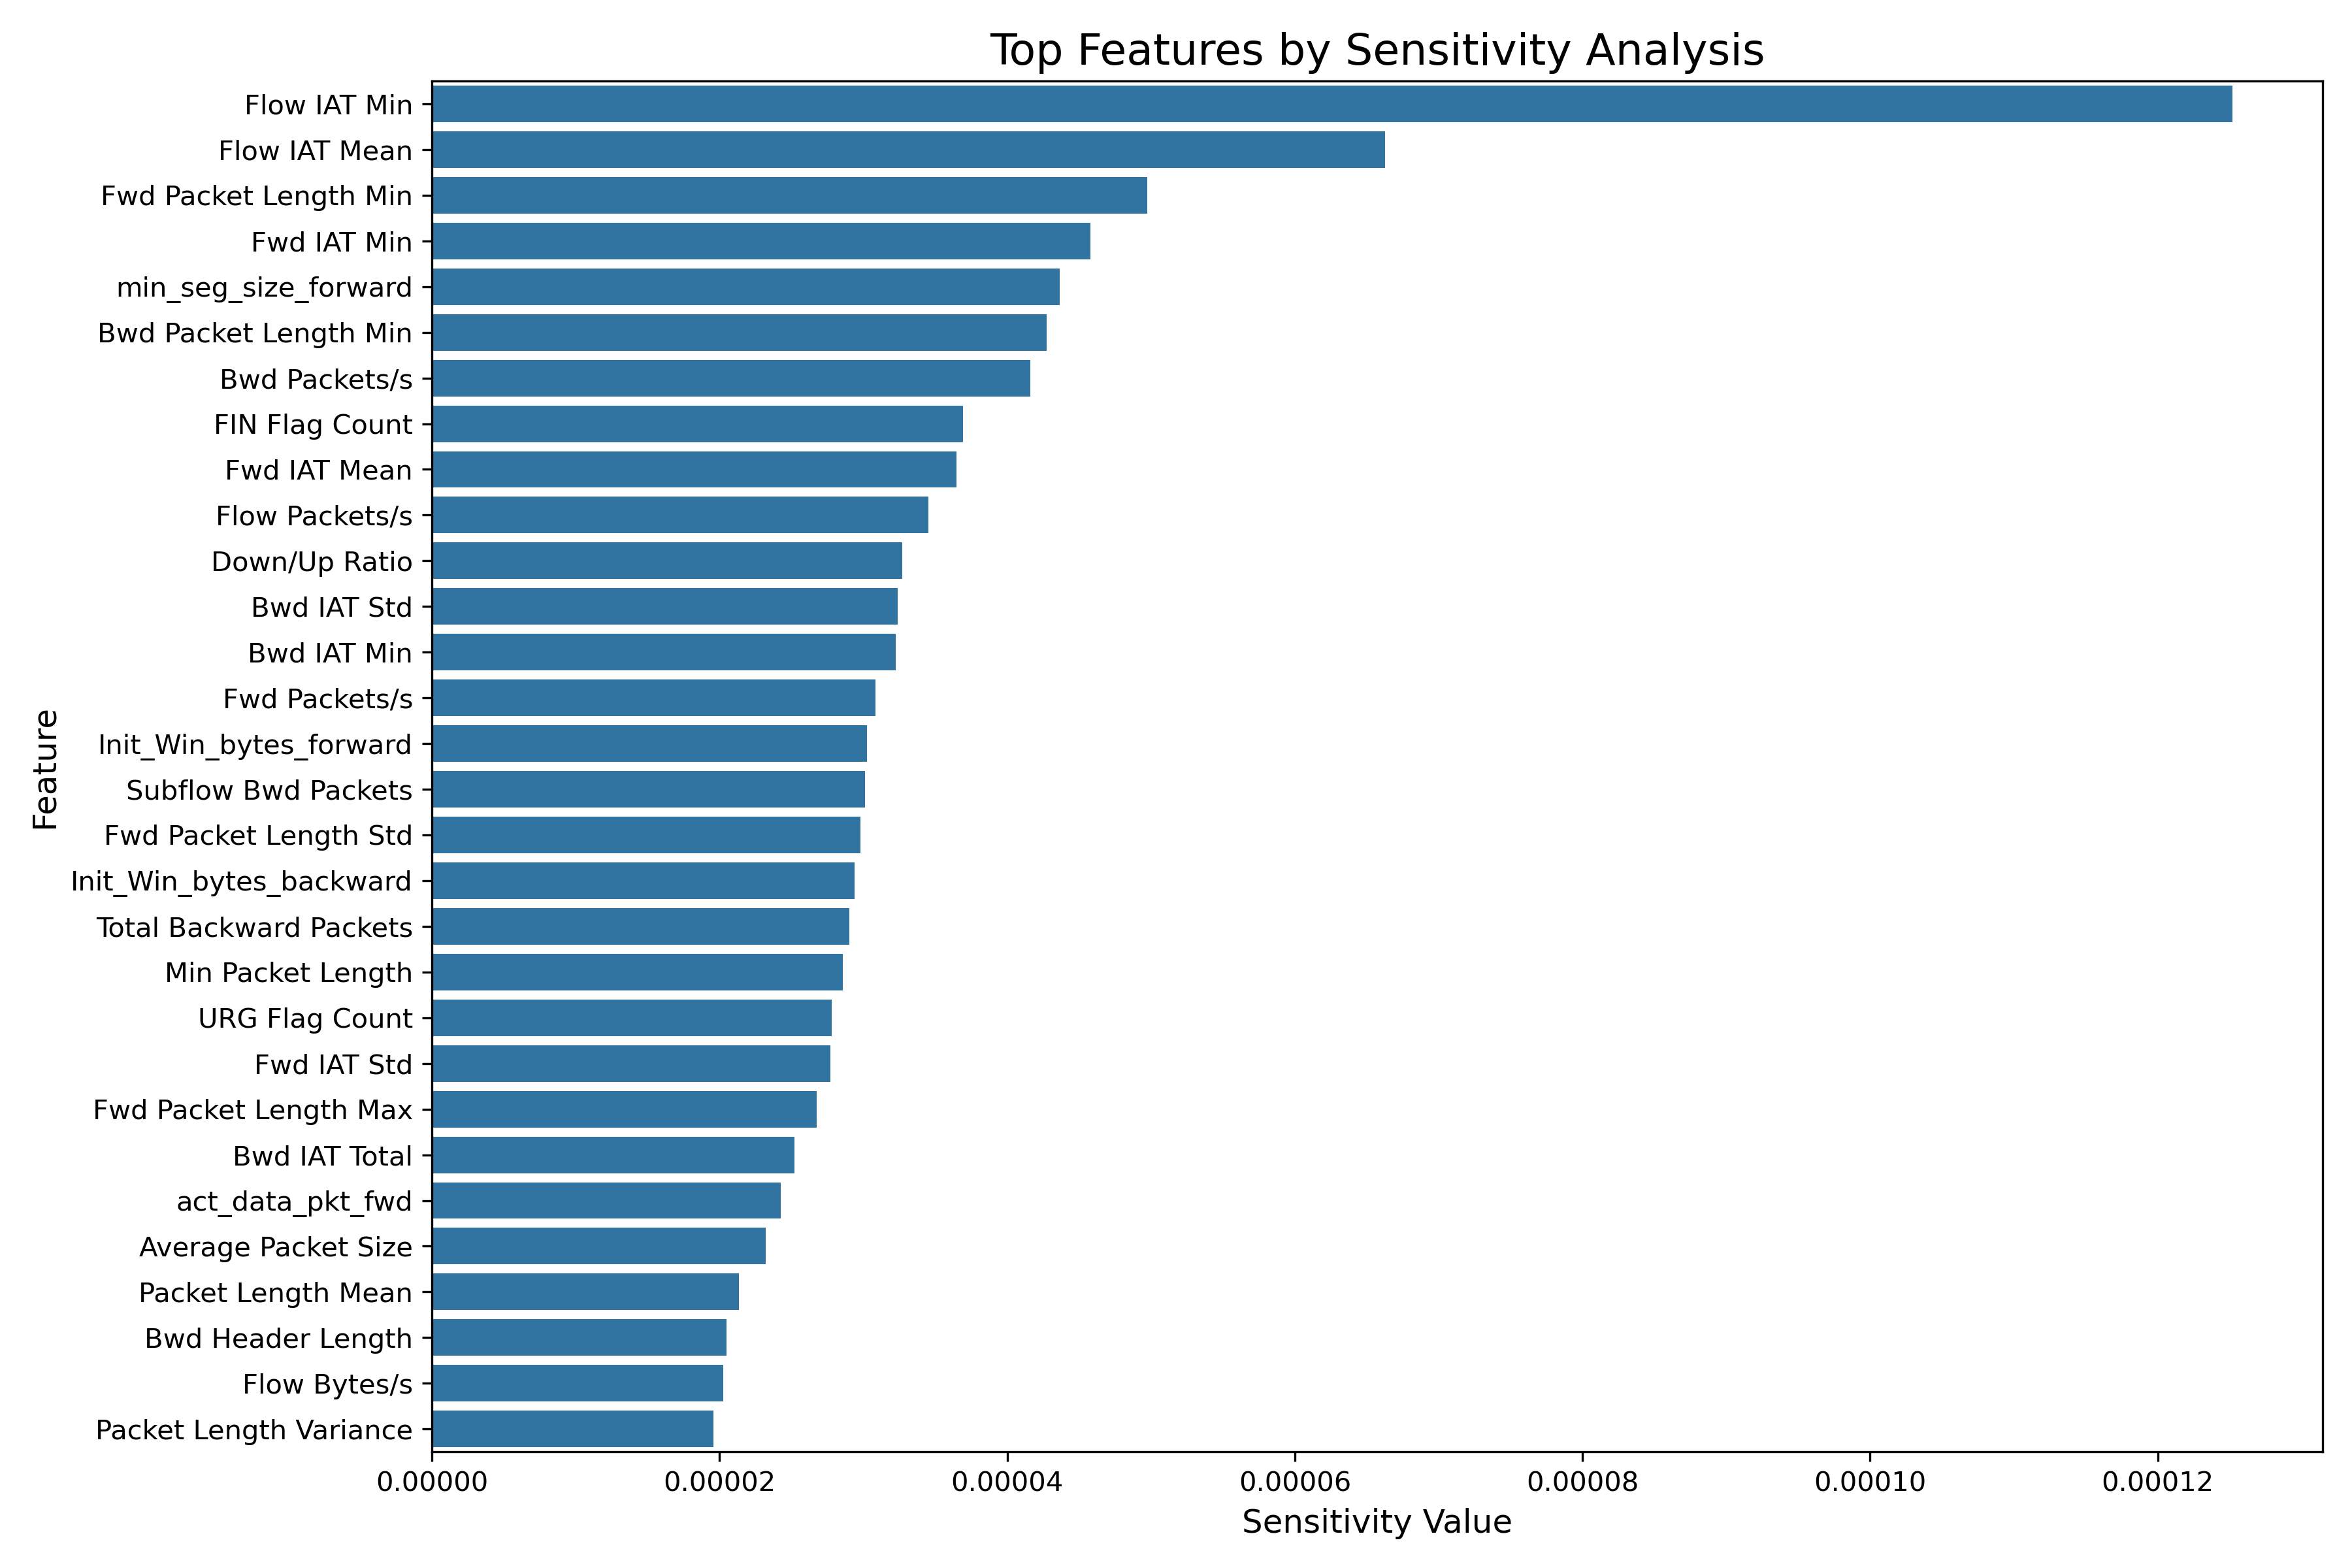 Top Features by Sensitivity Analysis
Flow IAT Min
Flow IAT Mean
Fwd Packet Length Min
Fwd IAT Min
min_seg_size_forward
Bwd Packet Length Min
Bwd Packets/s
FIN Flag Count
Fwd IAT Mean
Flow Packets/s
Down/Up Ratio
Bwd IAT Std
Bwd IAT Min
Fwd Packets/s
Init_Win_bytes_forward
Subflow Bwd Packets
Fwd Packet Length Std
Init_Win_bytes_backward
Total Backward Packets
Min Packet Length
URG Flag Count
Fwd IAT Std
Fwd Packet Length Max
Bwd IAT Total
act_data_pkt_fwd
Average Packet Size
Packet Length Mean
Bwd Header Length
Flow Bytes/s
Packet Length Variance
Feature
0.00000 0.00002 0.00004 0.00006 0.00008 0.00010 0.00012
Sensitivity Value